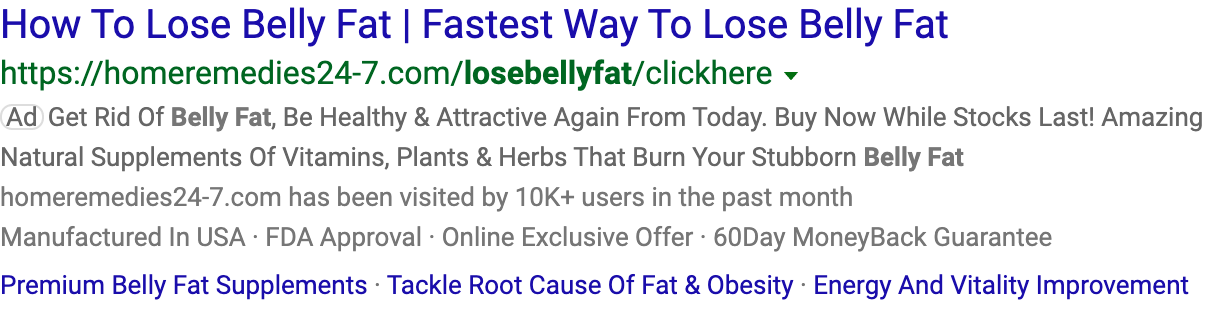 How To Lose Belly Fat | Fastest Way To Lose Belly Fat
https://homeremedies24-7.com/losebellyfat/clickhere
Ad Get Rid Of Belly Fat, Be Healthy & Attractive Again From Today. Buy Now While Stocks Last! Amazing
Natural Supplements Of Vitamins, Plants & Herbs That Burn Your Stubborn Belly Fat
homeremedies24-7.com has been visited by 10K+ users in the past month
Manufactured In USA · FDA Approval · Online Exclusive Offer · 60Day MoneyBack Guarantee
Premium Belly Fat Supplements · Tackle Root Cause Of Fat & Obesity · Energy And Vitality Improvement